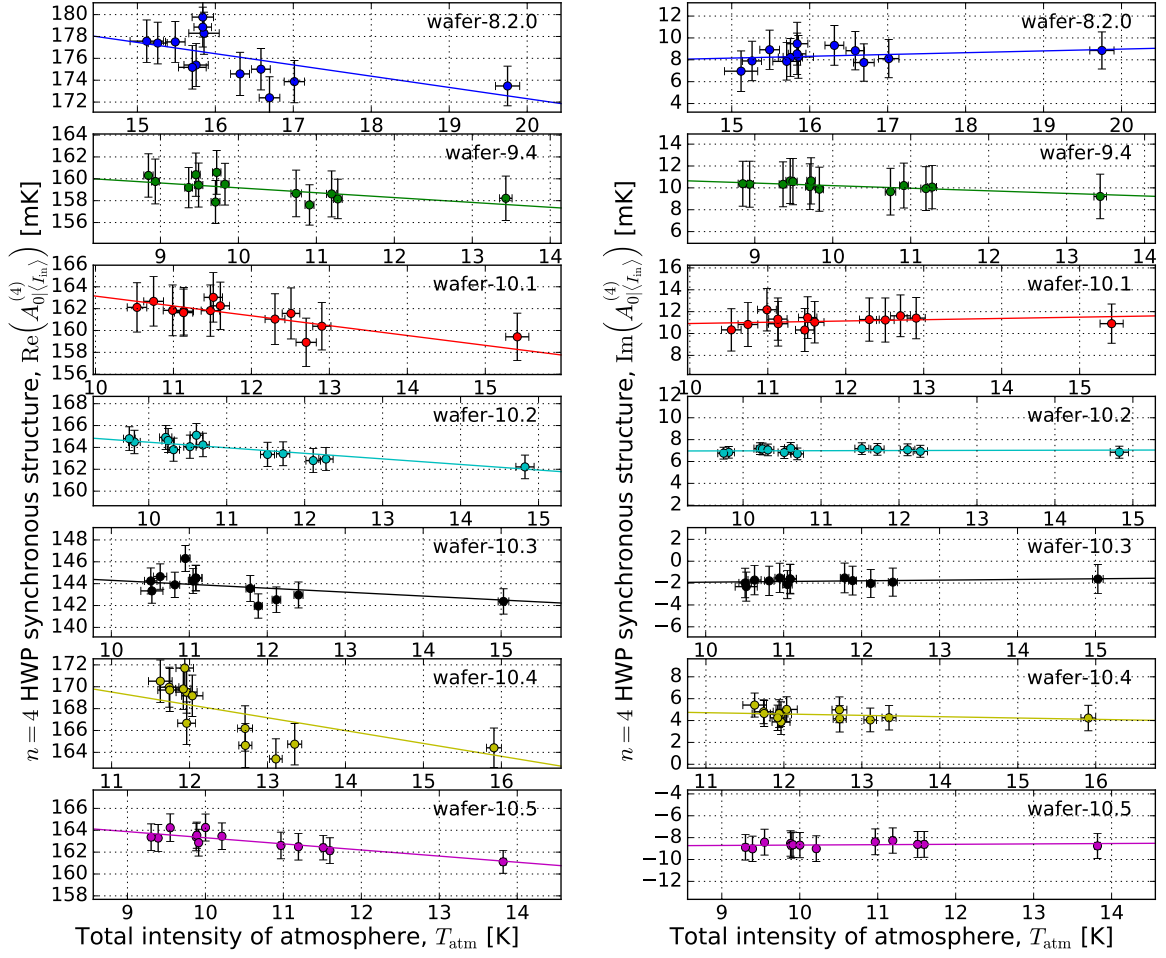 n = 4 HWP synchronous structure, Re(A_{0|⟨I_in⟩}^{(4)}) [mK]
wafer-8.2.0
180
178
176
174
172
15 16 17 18 19 20
wafer-9.4
164
162
160
158
156
9 10 11 12 13 14
wafer-10.1
166
164
162
160
158
156
10 11 12 13 14 15
wafer-10.2
168
166
164
162
160
10 11 12 13 14 15
wafer-10.3
148
146
144
142
140
10 11 12 13 14 15
wafer-10.4
172
170
168
166
164
11 12 13 14 15 16
wafer-10.5
166
164
162
160
158
9 10 11 12 13 14
Total intensity of atmosphere, T_atm [K]
n = 4 HWP synchronous structure, Im(A_{0|⟨I_in⟩}^{(4)}) [mK]
wafer-8.2.0
12
10
8
6
4
15 16 17 18 19 20
wafer-9.4
14
12
10
8
6
9 10 11 12 13 14
wafer-10.1
16
14
12
10
8
10 11 12 13 14 15
wafer-10.2
12
10
8
6
4
2
10 11 12 13 14 15
wafer-10.3
2
0
−2
−4
−6
10 11 12 13 14 15
wafer-10.4
8
6
4
2
0
11 12 13 14 15 16
wafer-10.5
−4
−6
−8
−10
−12
9 10 11 12 13 14
Total intensity of atmosphere, T_atm [K]